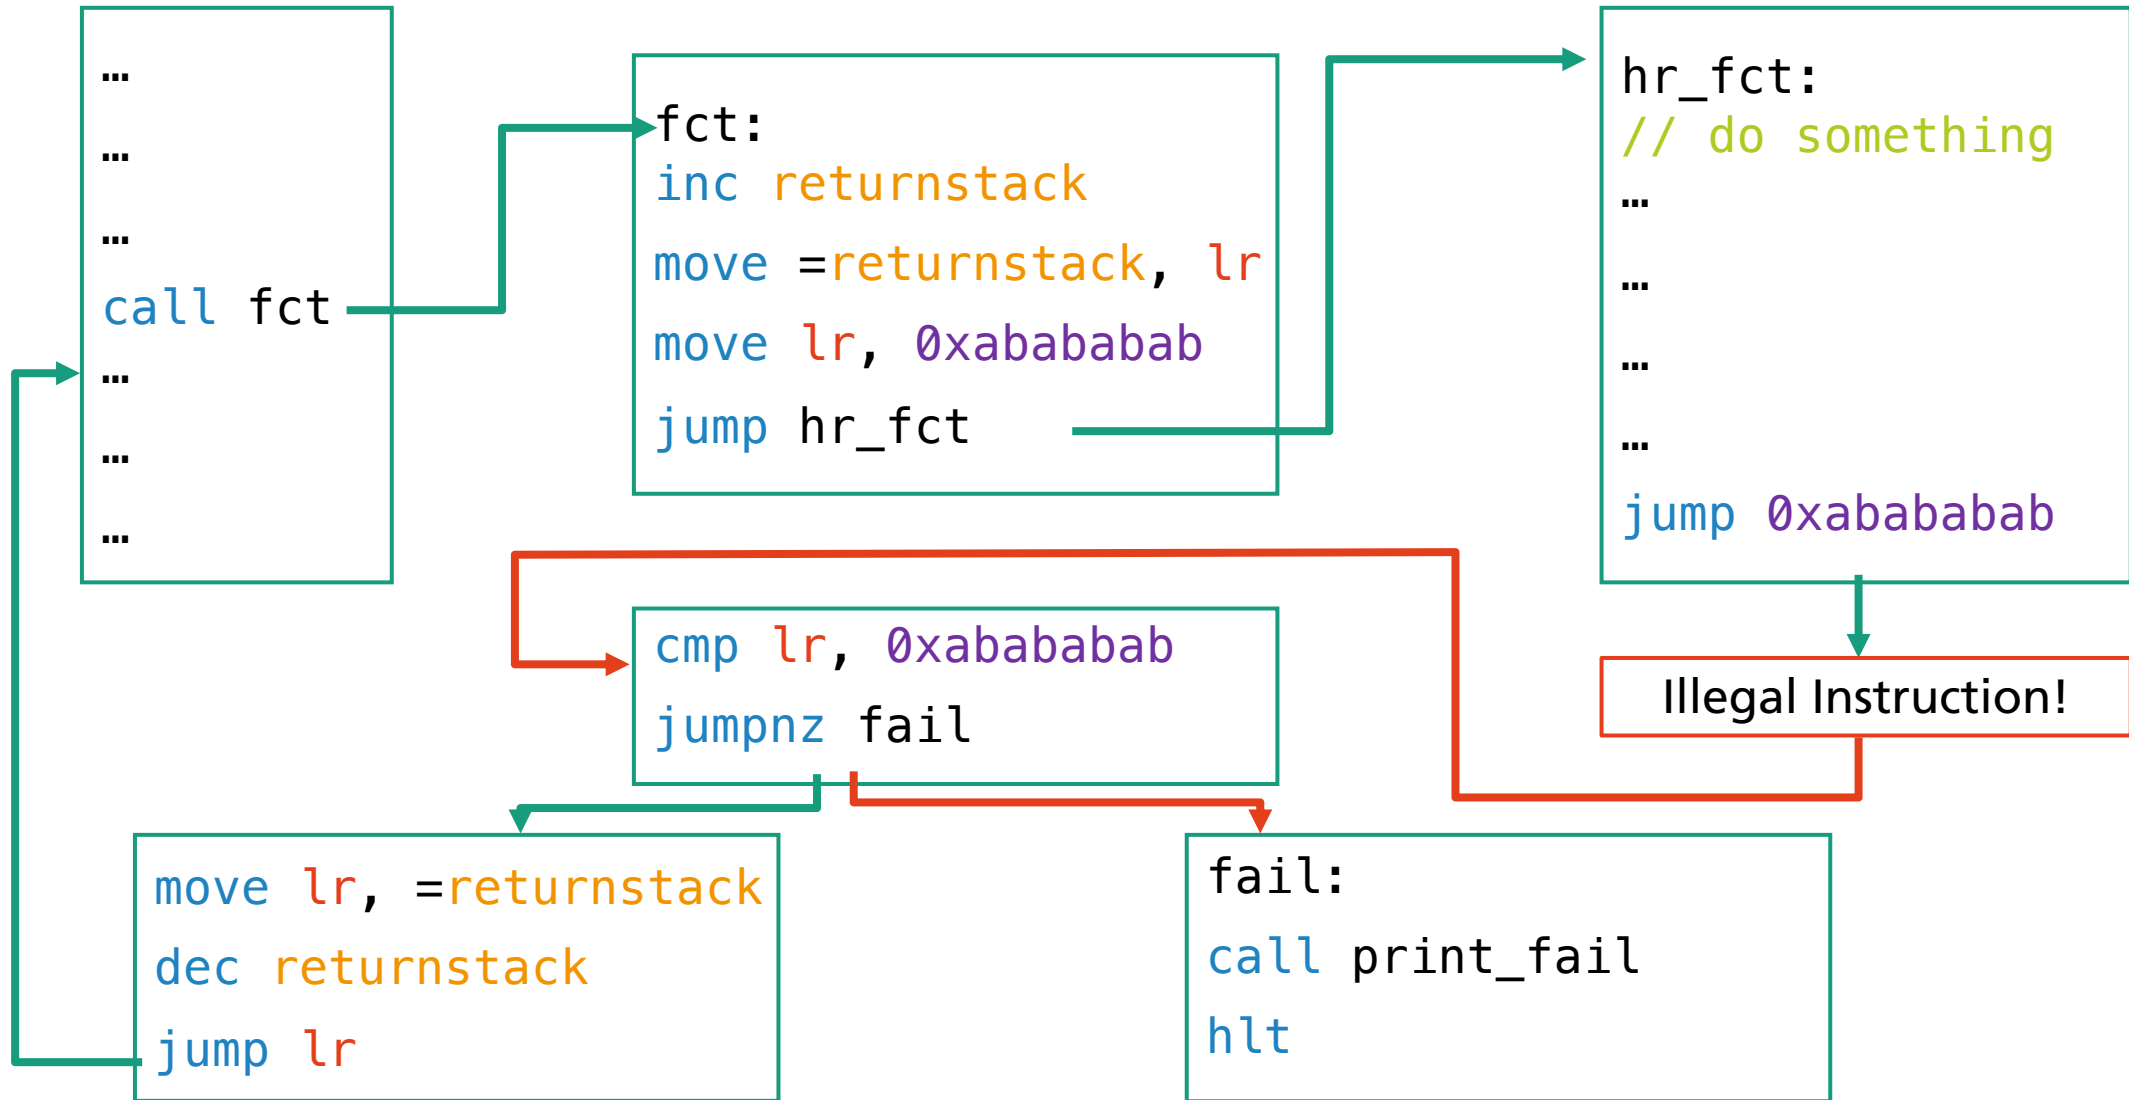 …
…
…
call fct
…
…
…
fct:
inc returnstack
move =returnstack, lr
move lr, 0xabababab
jump hr_fct
hr_fct:
// do something
…
…
…
…
jump 0xabababab
Illegal Instruction!
cmp lr, 0xabababab
jumpnz fail
move lr, =returnstack
dec returnstack
jump lr
fail:
call print_fail
hlt